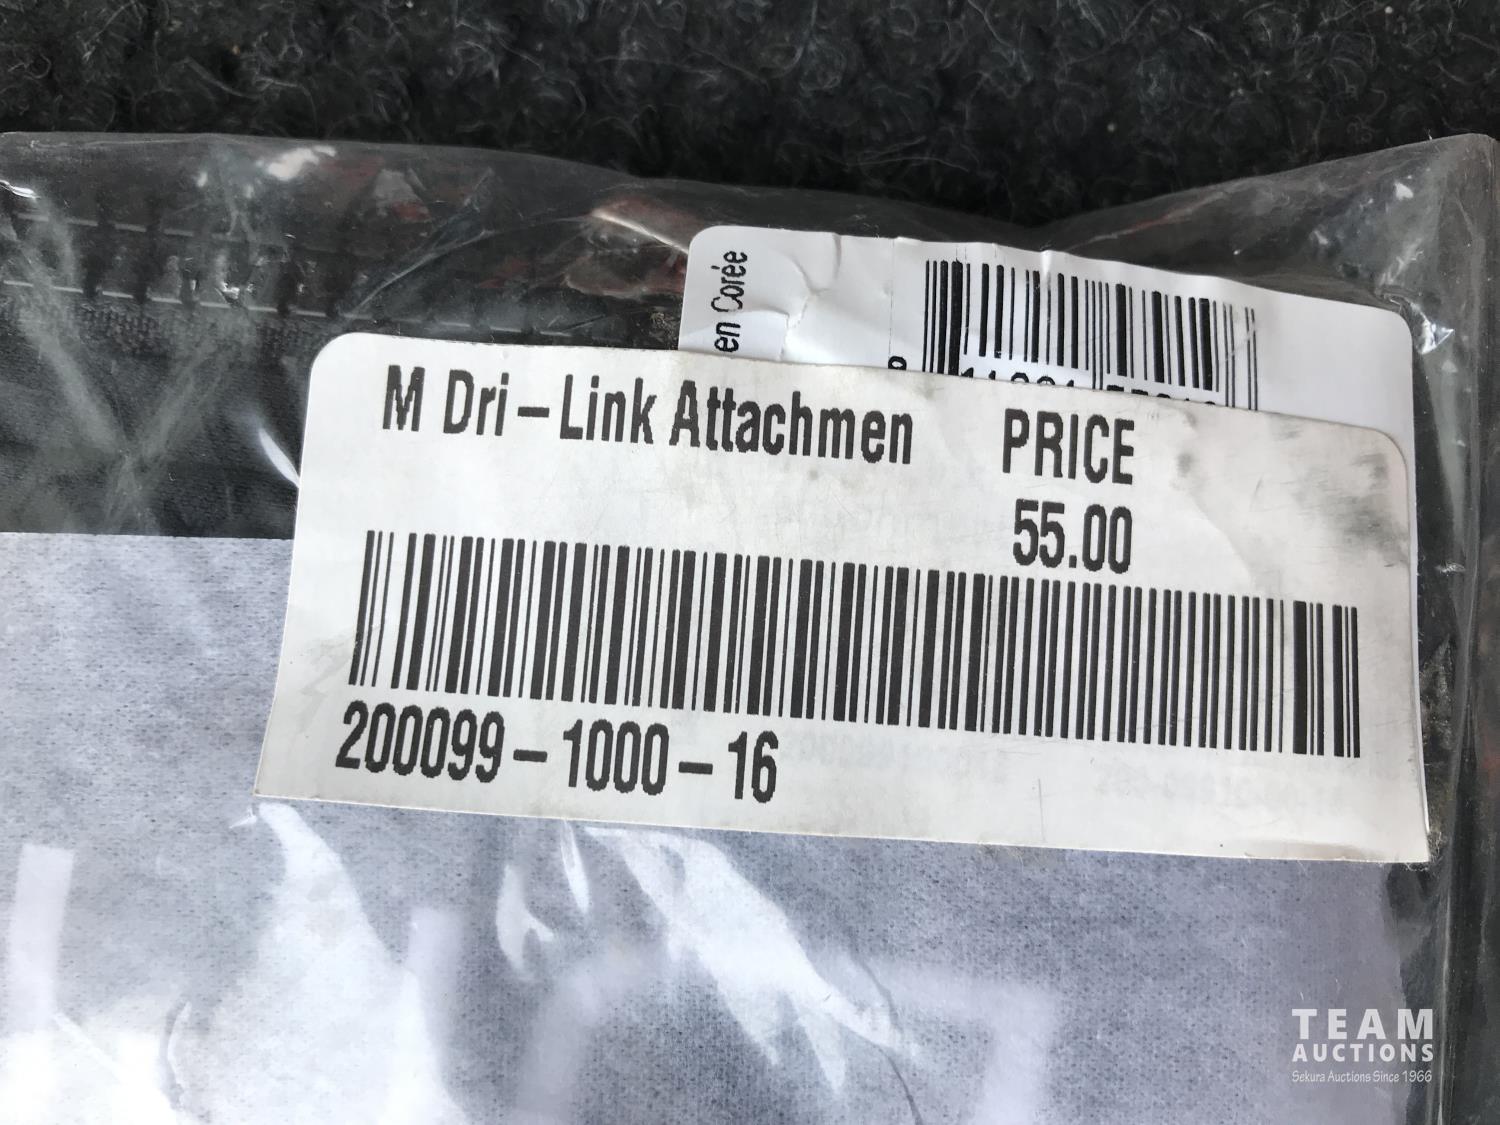 en Corée
M Dri-Link Attachmen
PRICE
55.00
200099-1000-16
TEAM
AUCTIONS
Sekura Auctions Since 1966